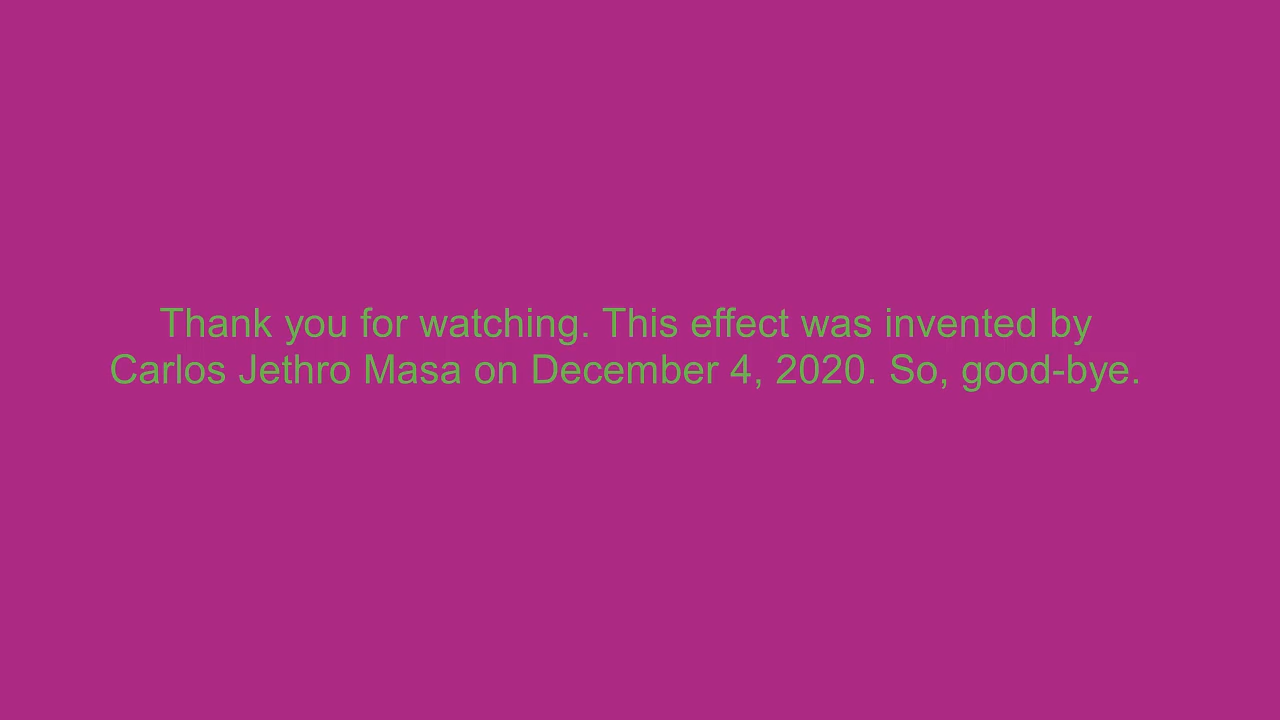 Thank you for watching. This effect was invented by
Carlos Jethro Masa on December 4, 2020. So, good-bye.